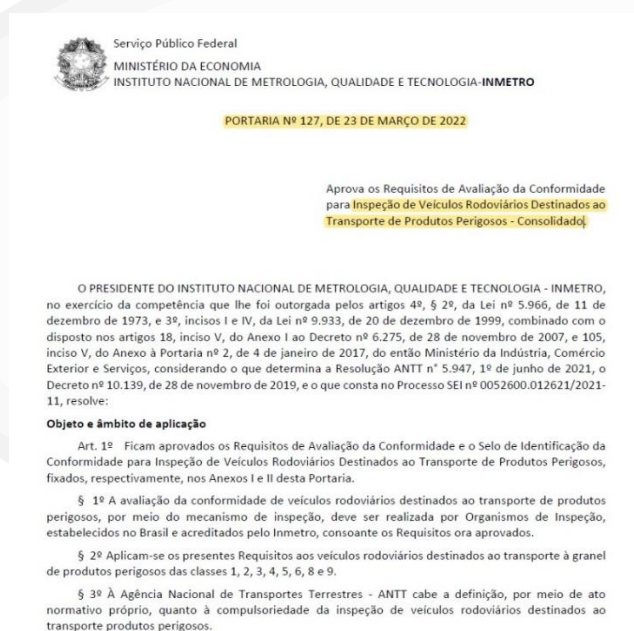 Serviço Público Federal
MINISTÉRIO DA ECONOMIA
INSTITUTO NACIONAL DE METROLOGIA, QUALIDADE E TECNOLOGIA-INMETRO
PORTARIA Nº 127, DE 23 DE MARÇO DE 2022
Aprova os Requisitos de Avaliação da Conformidade
para Inspeção de Veículos Rodoviários Destinados ao
Transporte de Produtos Perigosos - Consolidado.
O PRESIDENTE DO INSTITUTO NACIONAL DE METROLOGIA, QUALIDADE E TECNOLOGIA - INMETRO,
no exercício da competência que lhe foi outorgada pelos artigos 4º, § 2º, da Lei nº 5.966, de 11 de
dezembro de 1973, e 3º, incisos I e IV, da Lei nº 9.933, de 20 de dezembro de 1999, combinado com o
disposto nos artigos 18, inciso V, do Anexo I ao Decreto nº 6.275, de 28 de novembro de 2007, e 105,
inciso V, do Anexo à Portaria nº 2, de 4 de janeiro de 2017, do então Ministério da Indústria, Comércio
Exterior e Serviços, considerando o que determina a Resolução ANTT n° 5.947, 1º de junho de 2021, o
Decreto nº 10.139, de 28 de novembro de 2019, e o que consta no Processo SEI nº 0052600.012621/2021-
11, resolve:
Objeto e âmbito de aplicação
Art. 1º Ficam aprovados os Requisitos de Avaliação da Conformidade e o Selo de Identificação da
Conformidade para Inspeção de Veículos Rodoviários Destinados ao Transporte de Produtos Perigosos,
fixados, respectivamente, nos Anexos I e II desta Portaria.
§ 1º A avaliação da conformidade de veículos rodoviários destinados ao transporte de produtos
perigosos, por meio do mecanismo de inspeção, deve ser realizada por Organismos de Inspeção,
estabelecidos no Brasil e acreditados pelo Inmetro, consoante os Requisitos ora aprovados.
§ 2º Aplicam-se os presentes Requisitos aos veículos rodoviários destinados ao transporte à granel
de produtos perigosos das classes 1, 2, 3, 4, 5, 6, 8 e 9.
§ 3º À Agência Nacional de Transportes Terrestres - ANTT cabe a definição, por meio de ato
normativo próprio, quanto à compulsoriedade da inspeção de veículos rodoviários destinados ao
transporte produtos perigosos.